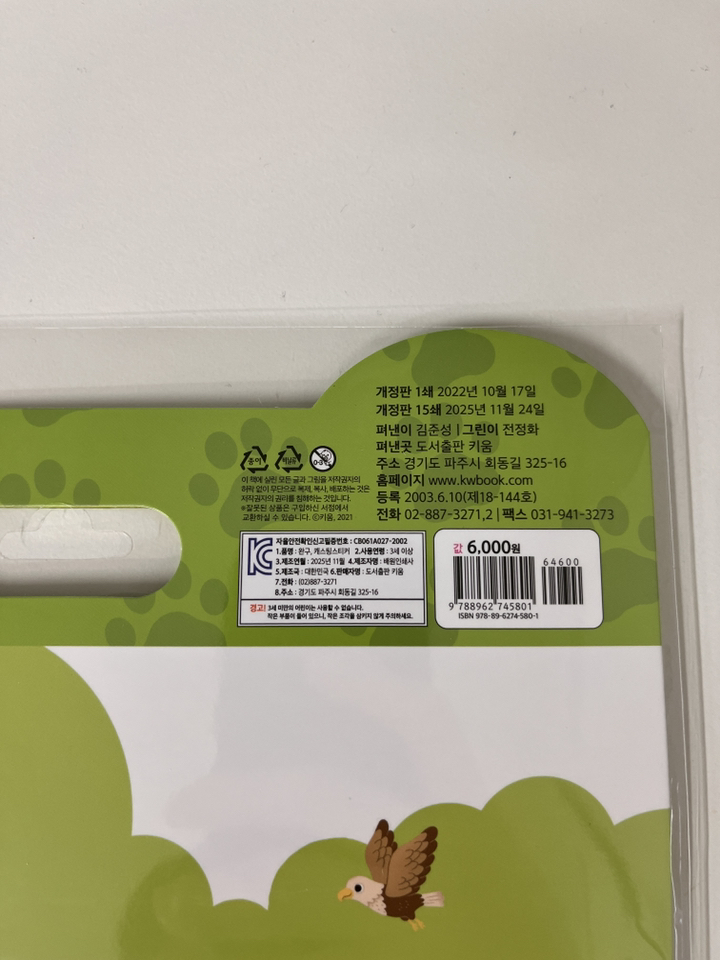 개정판 1쇄 2022년 10월 17일
개정판 15쇄 2025년 11월 24일
펴낸이 김준성 | 그린이 전정화
펴낸곳 도서출판 키움
주소 경기도 파주시 회동길 325-16
홈페이지 www.kwbook.com
등록 2003.6.10(제18-144호)
전화 02-887-3271,2 | 팩스 031-941-3273
종이
0-3
이 책에 실린 모든 글과 그림을 저작권자의
허락 없이 무단으로 복제, 복사, 배포하는 것은
저작권자의 권리를 침해하는 것입니다.
※잘못된 상품은 구입하신 서점에서
교환하실 수 있습니다. ⓒ키움, 2021
자율안전확인신고필증번호 : CB061A027-2002
1.품명 : 완구, 캐스팅스티커 2.사용연령 : 3세 이상
3.제조연월 : 2025년 11월 4.제조자명 : 배원인쇄사
5.제조국 : 대한민국 6.판매자명 : 도서출판 키움
7.전화 : (02)887-3271
8.주소 : 경기도 파주시 회동길 325-16
경고! 3세 미만의 어린이는 사용할 수 없습니다.
작은 부품이 들어 있으니, 작은 조각을 삼키지 않게 주의하세요.
값 6,000원
64600
9 788962 745801
ISBN 978-89-6274-580-1